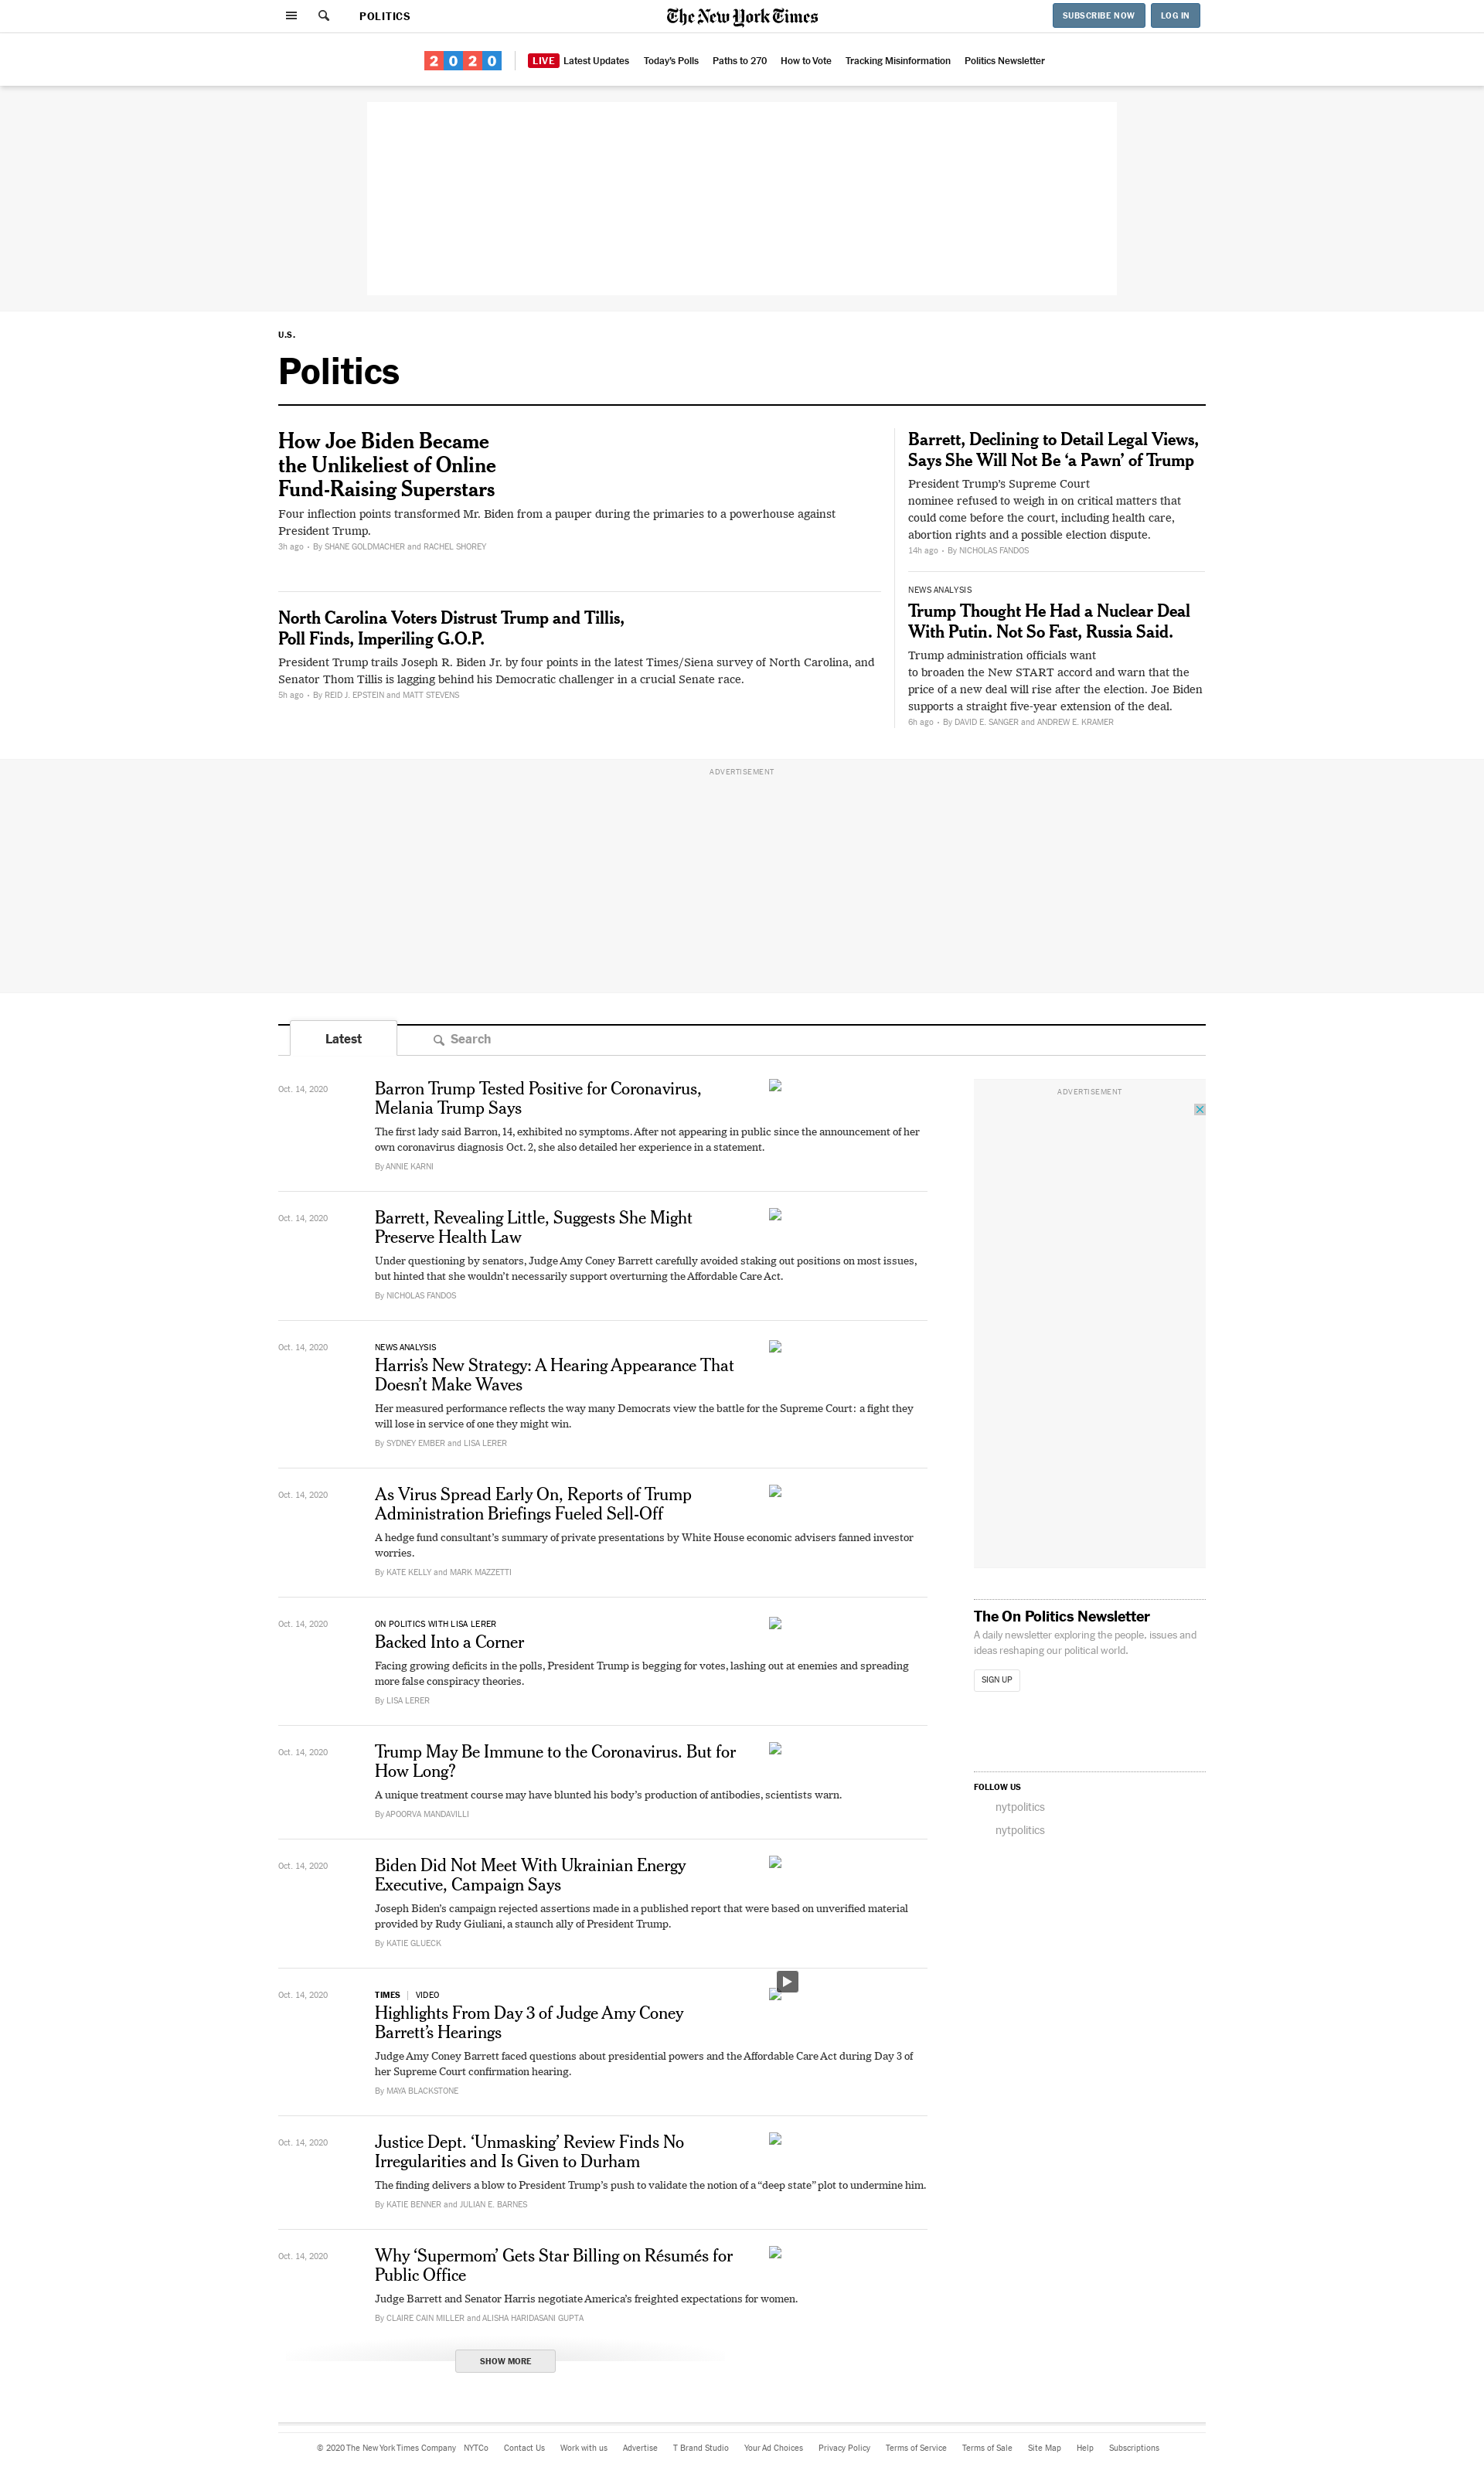 POLITICS
The New York Times
SUBSCRIBE NOW
LOG IN
2020
LIVE Latest Updates
Today's Polls
Paths to 270
How to Vote
Tracking Misinformation
Politics Newsletter
U.S.
Politics
How Joe Biden Became
the Unlikeliest of Online
Fund-Raising Superstars
Four inflection points transformed Mr. Biden from a pauper during the primaries to a powerhouse against
President Trump.
3h ago • By SHANE GOLDMACHER and RACHEL SHOREY
North Carolina Voters Distrust Trump and Tillis,
Poll Finds, Imperiling G.O.P.
President Trump trails Joseph R. Biden Jr. by four points in the latest Times/Siena survey of North Carolina, and
Senator Thom Tillis is lagging behind his Democratic challenger in a crucial Senate race.
5h ago • By REID J. EPSTEIN and MATT STEVENS
Barrett, Declining to Detail Legal Views,
Says She Will Not Be ‘a Pawn’ of Trump
President Trump’s Supreme Court
nominee refused to weigh in on critical matters that
could come before the court, including health care,
abortion rights and a possible election dispute.
14h ago • By NICHOLAS FANDOS
NEWS ANALYSIS
Trump Thought He Had a Nuclear Deal
With Putin. Not So Fast, Russia Said.
Trump administration officials want
to broaden the New START accord and warn that the
price of a new deal will rise after the election. Joe Biden
supports a straight five-year extension of the deal.
6h ago • By DAVID E. SANGER and ANDREW E. KRAMER
ADVERTISEMENT
Latest
Search
Oct. 14, 2020
Barron Trump Tested Positive for Coronavirus,
Melania Trump Says
The first lady said Barron, 14, exhibited no symptoms. After not appearing in public since the announcement of her
own coronavirus diagnosis Oct. 2, she also detailed her experience in a statement.
By ANNIE KARNI
Oct. 14, 2020
Barrett, Revealing Little, Suggests She Might
Preserve Health Law
Under questioning by senators, Judge Amy Coney Barrett carefully avoided staking out positions on most issues,
but hinted that she wouldn’t necessarily support overturning the Affordable Care Act.
By NICHOLAS FANDOS
Oct. 14, 2020
NEWS ANALYSIS
Harris’s New Strategy: A Hearing Appearance That
Doesn’t Make Waves
Her measured performance reflects the way many Democrats view the battle for the Supreme Court: a fight they
will lose in service of one they might win.
By SYDNEY EMBER and LISA LERER
Oct. 14, 2020
As Virus Spread Early On, Reports of Trump
Administration Briefings Fueled Sell-Off
A hedge fund consultant’s summary of private presentations by White House economic advisers fanned investor
worries.
By KATE KELLY and MARK MAZZETTI
Oct. 14, 2020
ON POLITICS WITH LISA LERER
Backed Into a Corner
Facing growing deficits in the polls, President Trump is begging for votes, lashing out at enemies and spreading
more false conspiracy theories.
By LISA LERER
Oct. 14, 2020
Trump May Be Immune to the Coronavirus. But for
How Long?
A unique treatment course may have blunted his body’s production of antibodies, scientists warn.
By APOORVA MANDAVILLI
Oct. 14, 2020
Biden Did Not Meet With Ukrainian Energy
Executive, Campaign Says
Joseph Biden’s campaign rejected assertions made in a published report that were based on unverified material
provided by Rudy Giuliani, a staunch ally of President Trump.
By KATIE GLUECK
Oct. 14, 2020
TIMES | VIDEO
Highlights From Day 3 of Judge Amy Coney
Barrett’s Hearings
Judge Amy Coney Barrett faced questions about presidential powers and the Affordable Care Act during Day 3 of
her Supreme Court confirmation hearing.
By MAYA BLACKSTONE
Oct. 14, 2020
Justice Dept. ‘Unmasking’ Review Finds No
Irregularities and Is Given to Durham
The finding delivers a blow to President Trump’s push to validate the notion of a “deep state” plot to undermine him.
By KATIE BENNER and JULIAN E. BARNES
Oct. 14, 2020
Why ‘Supermom’ Gets Star Billing on Résumés for
Public Office
Judge Barrett and Senator Harris negotiate America’s freighted expectations for women.
By CLAIRE CAIN MILLER and ALISHA HARIDASANI GUPTA
SHOW MORE
ADVERTISEMENT
The On Politics Newsletter
A daily newsletter exploring the people, issues and
ideas reshaping our political world.
SIGN UP
FOLLOW US
nytpolitics
nytpolitics
© 2020 The New York Times Company
NYTCo
Contact Us
Work with us
Advertise
T Brand Studio
Your Ad Choices
Privacy Policy
Terms of Service
Terms of Sale
Site Map
Help
Subscriptions